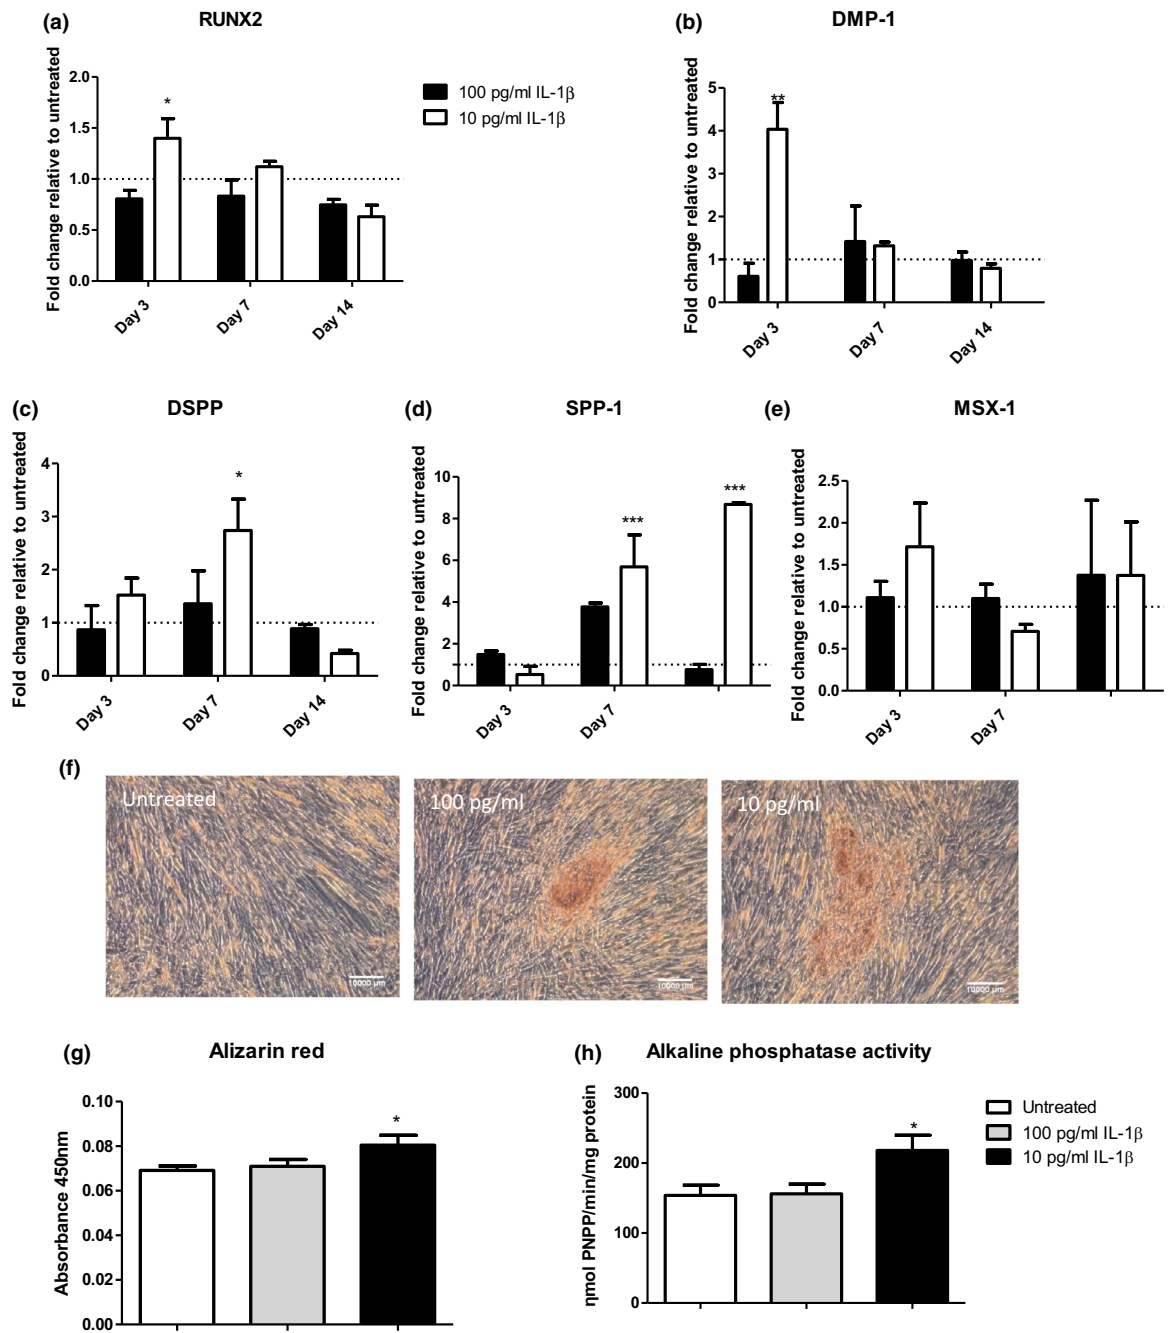 (a)
RUNX2
Fold change relative to untreated
2.0
1.5
1.0
0.5
0.0
*
Day 3
Day 7
Day 14
100 pg/ml IL-1β
10 pg/ml IL-1β
(b)
DMP-1
Fold change relative to untreated
5
4
3
2
1
0
**
Day 3
Day 7
Day 14
(c)
DSPP
Fold change relative to untreated
4
3
2
1
0
*
Day 3
Day 7
Day 14
(d)
SPP-1
Fold change relative to untreated
10
8
6
4
2
0
***
***
Day 3
Day 7
(e)
MSX-1
Fold change relative to untreated
2.5
2.0
1.5
1.0
0.5
0.0
Day 3
Day 7
(f)
Untreated
10000 µm
100 pg/ml
10000 µm
10 pg/ml
10000 µm
(g)
Alizarin red
Absorbance 450nm
0.10
0.08
0.06
0.04
0.02
0.00
*
(h)
Alkaline phosphatase activity
ηmol PNPP/min/mg protein
300
200
100
0
*
Untreated
100 pg/ml IL-1β
10 pg/ml IL-1β